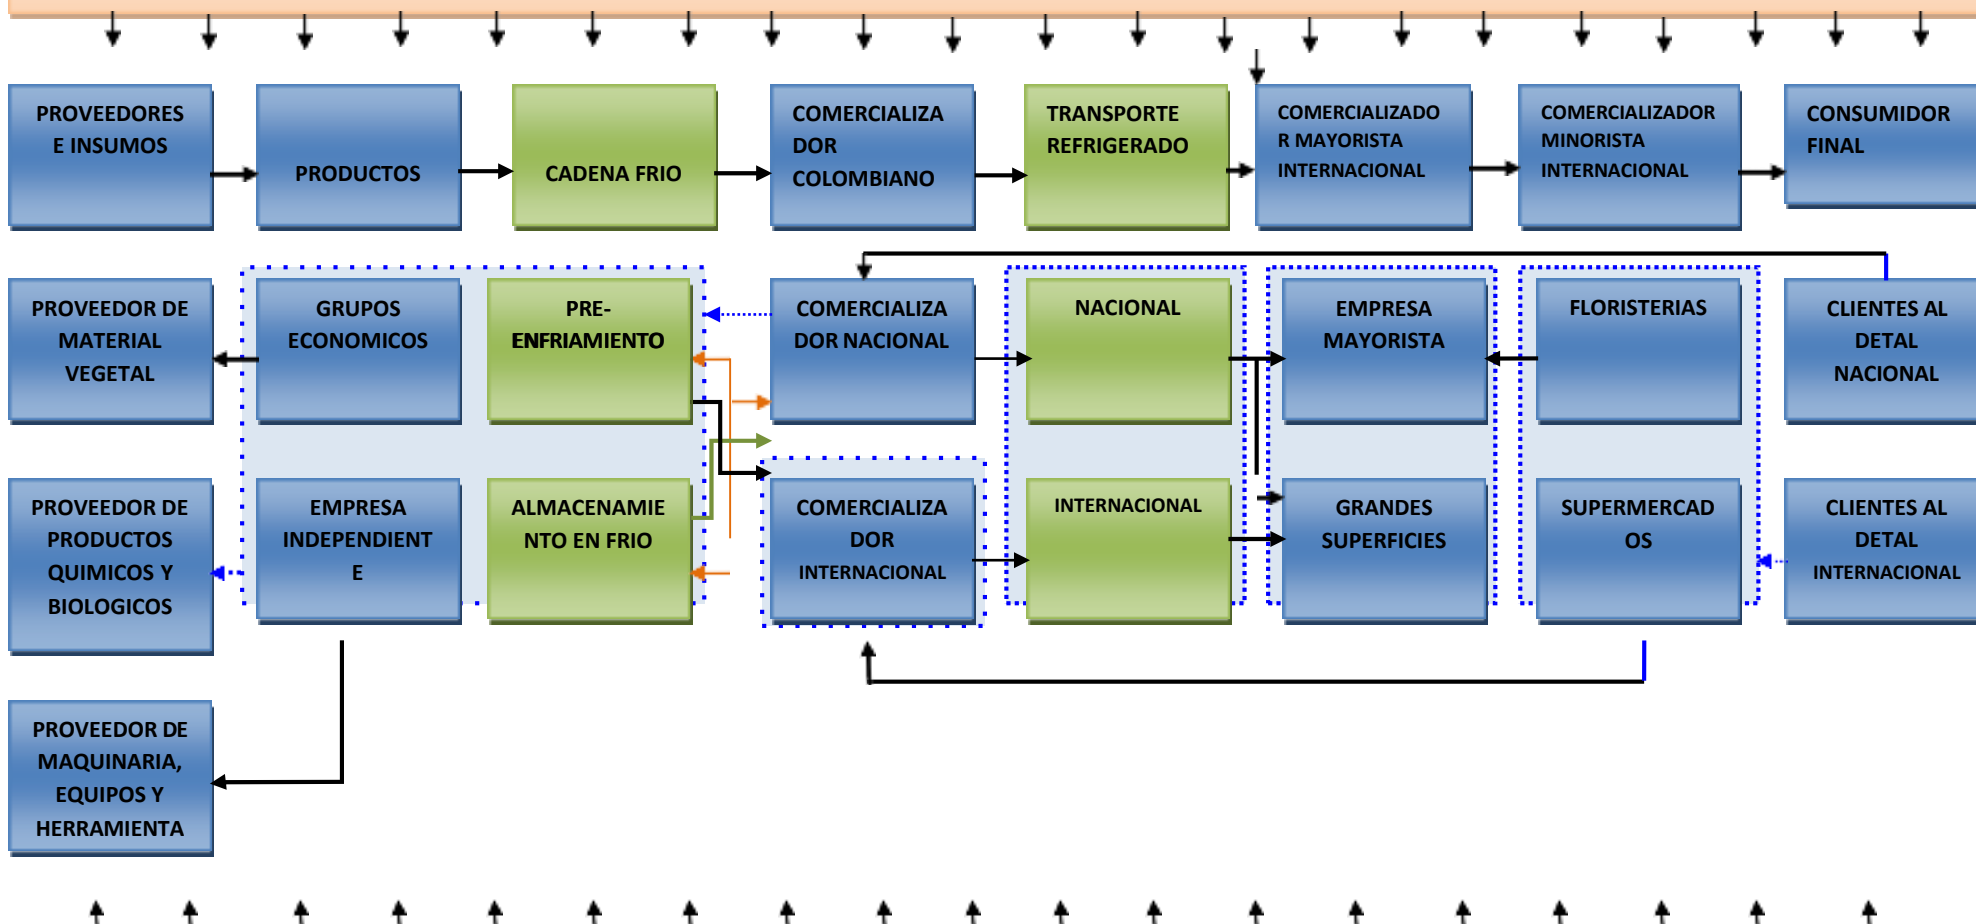 PROVEEDORES
E INSUMOS
PRODUCTOS
CADENA FRIO
COMERCIALIZA
DOR
COLOMBIANO
TRANSPORTE
REFRIGERADO
COMERCIALIZADO
R MAYORISTA
INTERNACIONAL
COMERCIALIZADOR
MINORISTA
INTERNACIONAL
CONSUMIDOR
FINAL
PROVEEDOR DE
MATERIAL
VEGETAL
GRUPOS
ECONOMICOS
PRE-
ENFRIAMIENTO
COMERCIALIZA
DOR NACIONAL
NACIONAL
EMPRESA
MAYORISTA
FLORISTERIAS
CLIENTES AL
DETAL
NACIONAL
PROVEEDOR DE
PRODUCTOS
QUIMICOS Y
BIOLOGICOS
EMPRESA
INDEPENDIENT
E
ALMACENAMIE
NTO EN FRIO
COMERCIALIZA
DOR
INTERNACIONAL
INTERNACIONAL
GRANDES
SUPERFICIES
SUPERMERCAD
OS
CLIENTES AL
DETAL
INTERNACIONAL
PROVEEDOR DE
MAQUINARIA,
EQUIPOS Y
HERRAMIENTA